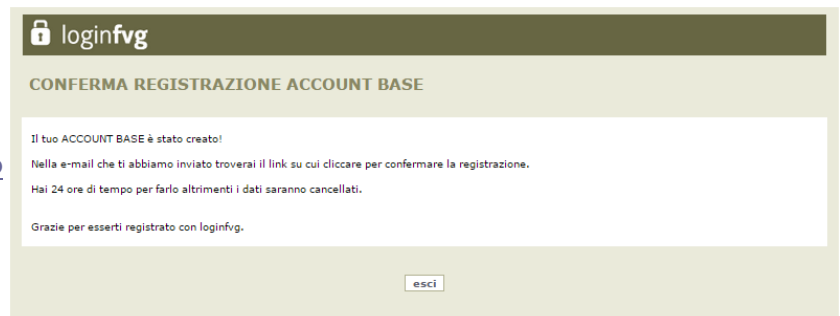 loginfvg
CONFERMA REGISTRAZIONE ACCOUNT BASE
Il tuo ACCOUNT BASE è stato creato!
Nella e-mail che ti abbiamo inviato troverai il link su cui cliccare per confermare la registrazione.
Hai 24 ore di tempo per farlo altrimenti i dati saranno cancellati.
Grazie per esserti registrato con loginfvg.
esci